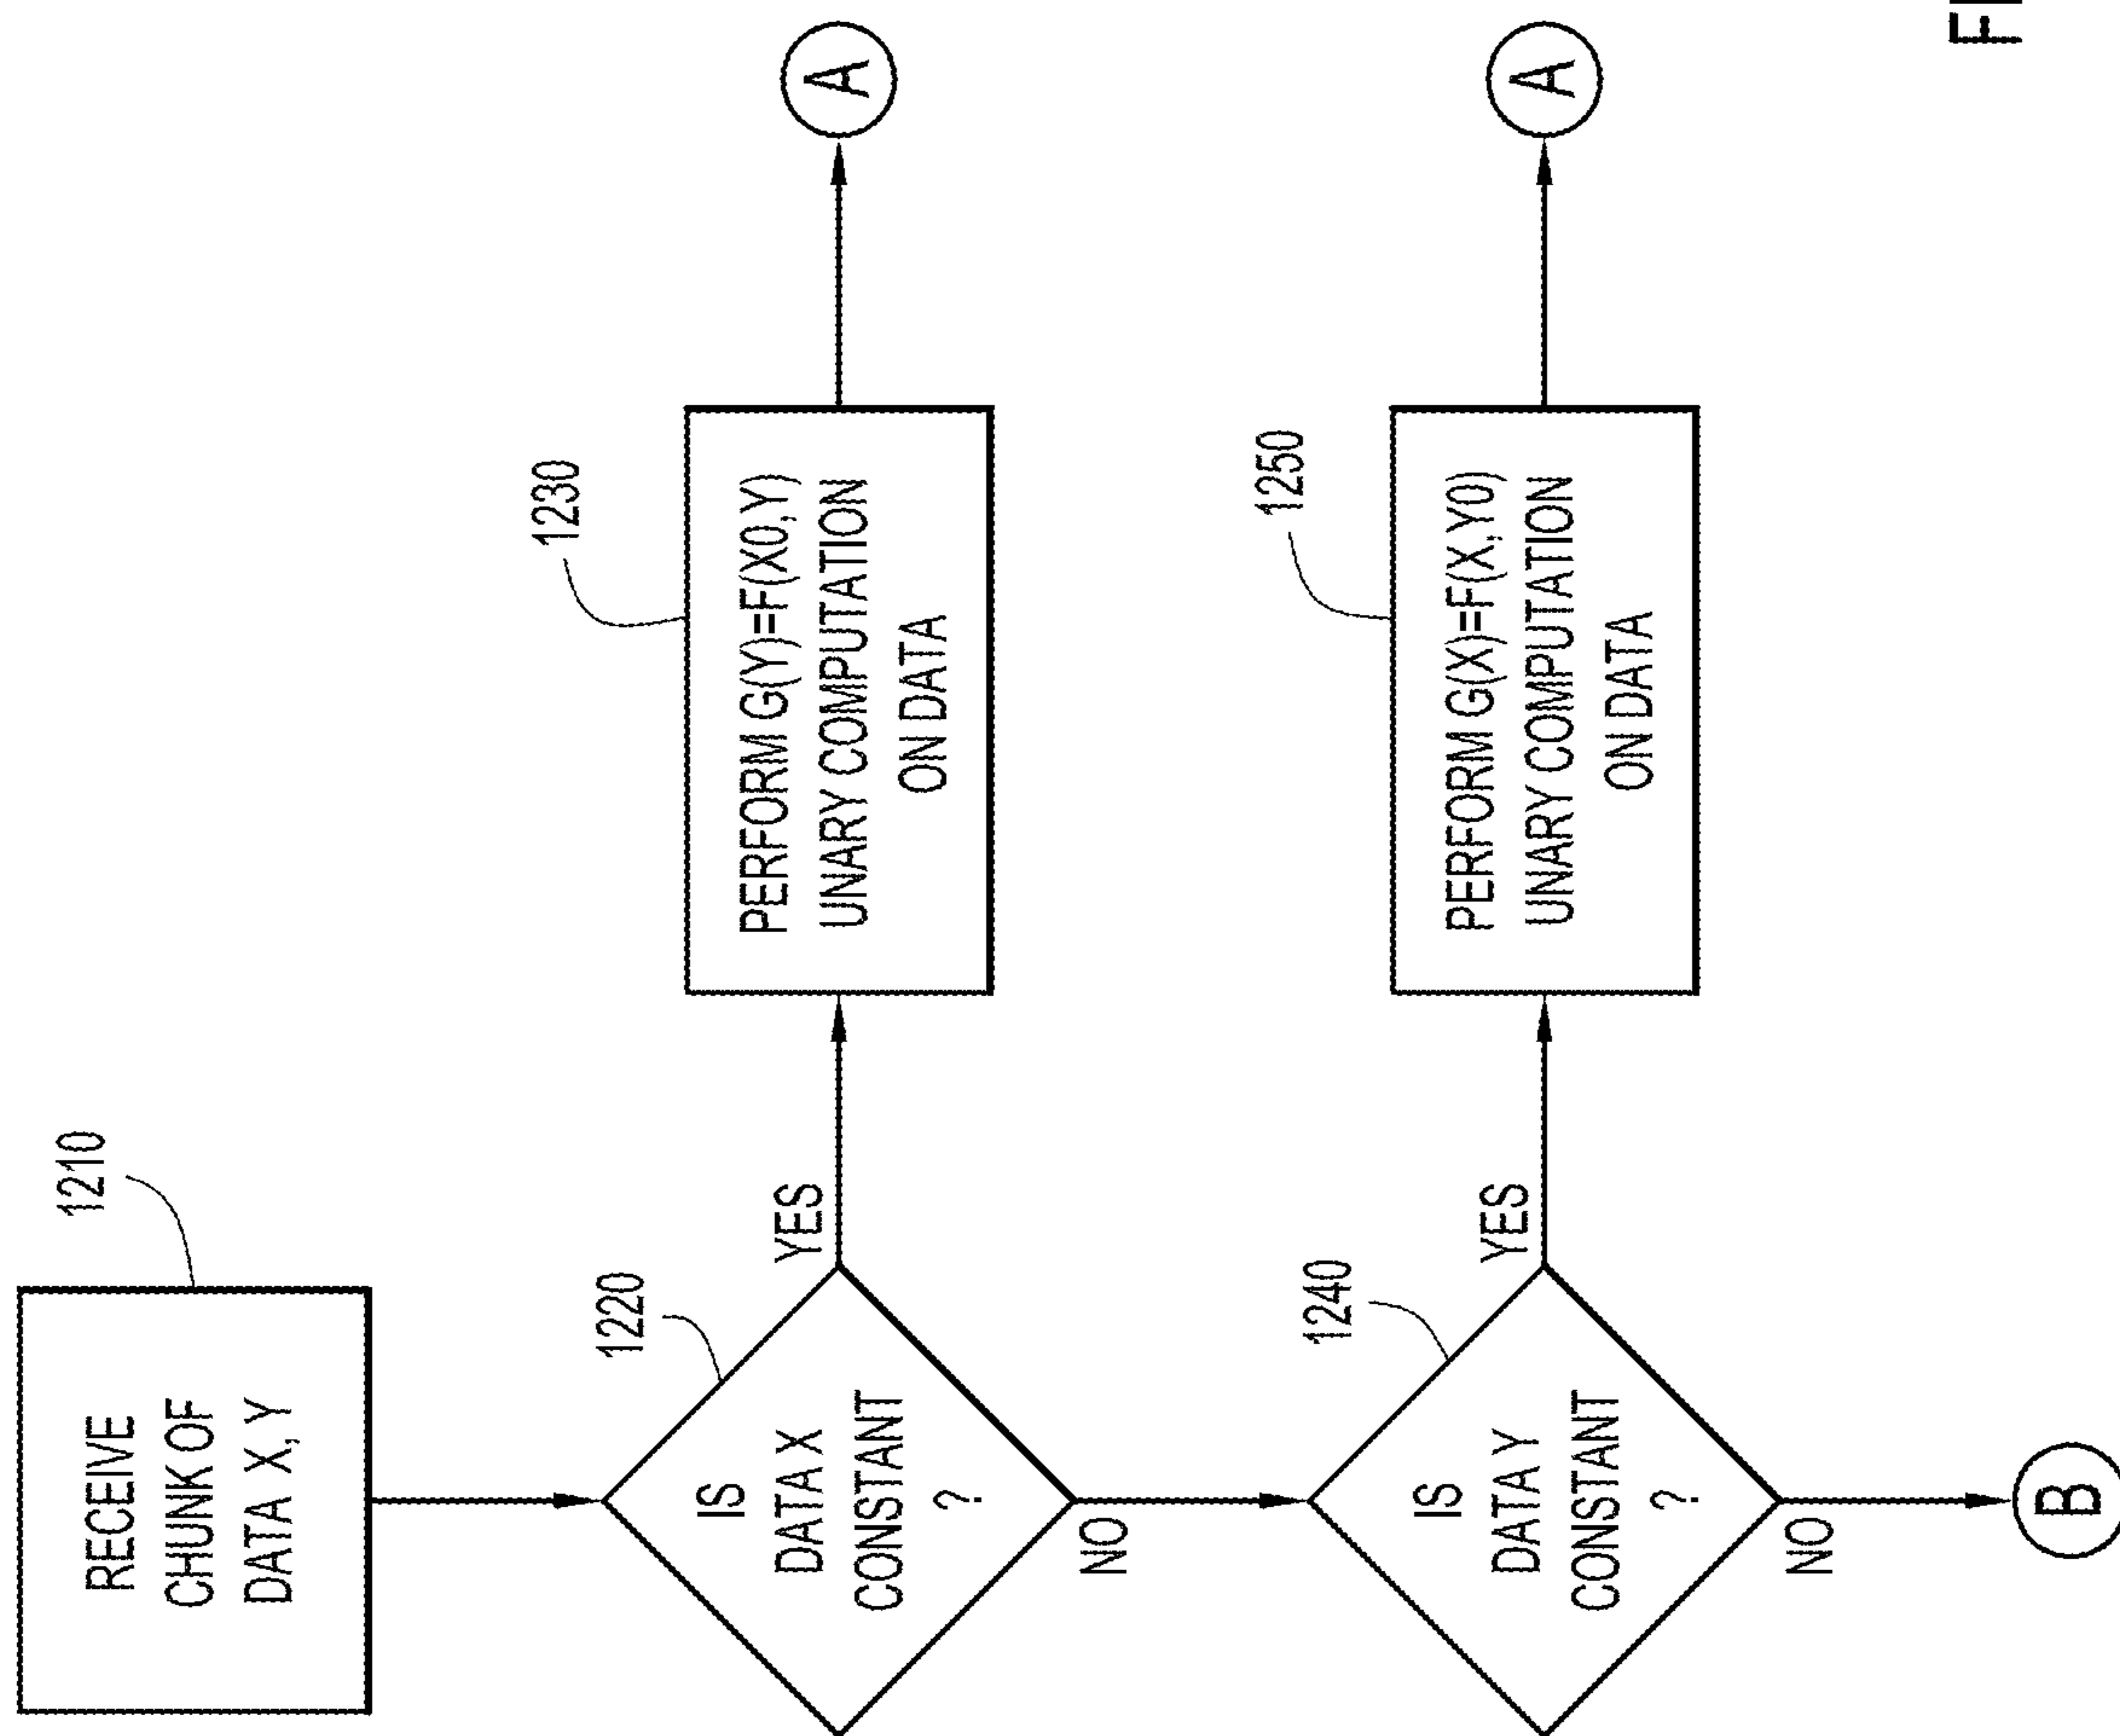 1210
RECEIVE
CHUNK OF
DATA X,Y
1220
IS
DATA X
CONSTANT
?
YES
NO
1230
PERFORM G(Y)=F(X0,Y)
UNARY COMPUTATION
ON DATA
A
1240
IS
DATA Y
CONSTANT
?
YES
NO
1250
PERFORM G(X)=F(X,Y0)
UNARY COMPUTATION
ON DATA
A
B